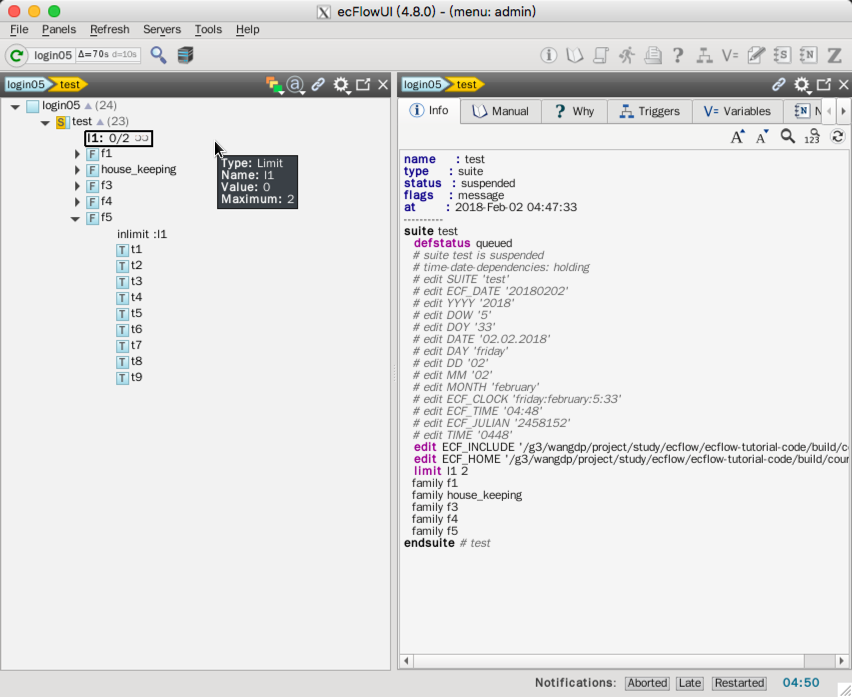 ecFlowUI (4.8.0) - (menu: admin)
File Panels Refresh Servers Tools Help
login05 Δ=70s d=10s
login05 test
login05 (24)
test (23)
l1: 0/2
f1
house_keeping
f3
f4
f5
inlimit :l1
t1
t2
t3
t4
t5
t6
t7
t8
t9
Type: Limit
Name: l1
Value: 0
Maximum: 2
login05 test
Info Manual Why Triggers Variables N
name : test
type : suite
status : suspended
flags : message
at : 2018-Feb-02 04:47:33
----------
suite test
defstatus queued
# suite test is suspended
# time-date-dependencies: holding
# edit SUITE 'test'
# edit ECF_DATE '20180202'
# edit YYYY '2018'
# edit DOW '5'
# edit DOY '33'
# edit DATE '02.02.2018'
# edit DAY 'friday'
# edit DD '02'
# edit MM '02'
# edit MONTH 'february'
# edit ECF_CLOCK 'friday:february:5:33'
# edit ECF_TIME '04:48'
# edit ECF_JULIAN '2458152'
# edit TIME '0448'
edit ECF_INCLUDE '/g3/wangdp/project/study/ecflow/ecflow-tutorial-code/build/c
edit ECF_HOME '/g3/wangdp/project/study/ecflow/ecflow-tutorial-code/build/cour
limit l1 2
family f1
family house_keeping
family f3
family f4
family f5
endsuite # test
Notifications: Aborted Late Restarted 04:50